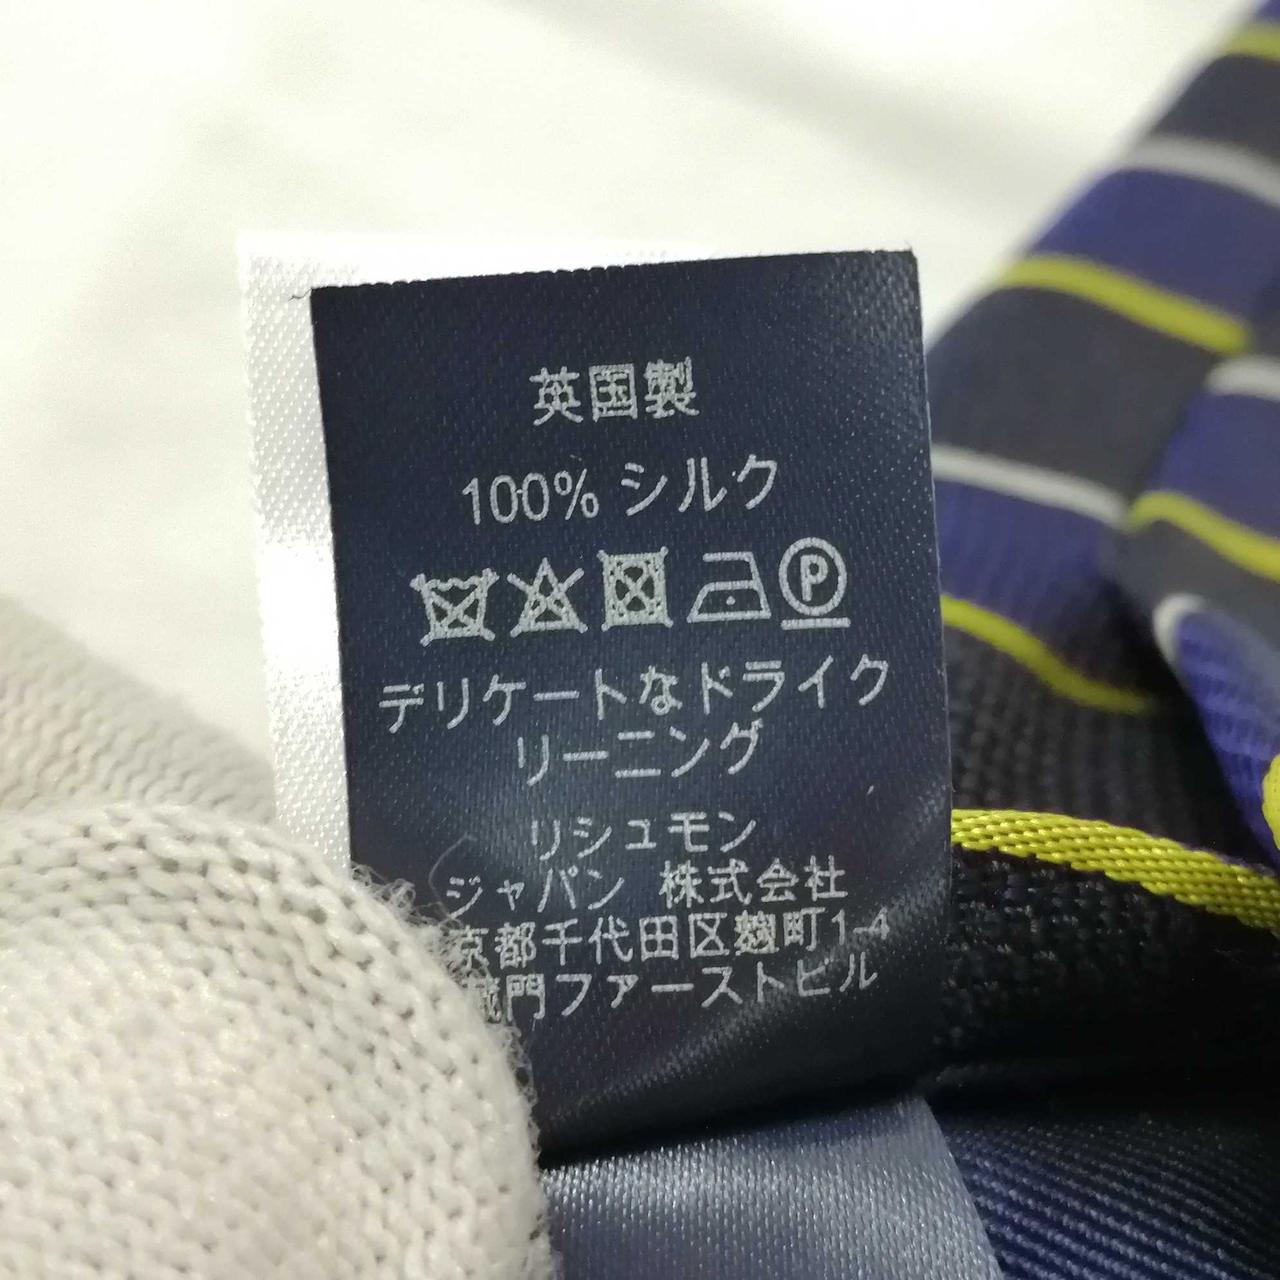 英国製
100% シルク
P
デリケートなドライク
リーニング
リシュモン
ジャパン 株式会社
京都千代田区麹町1-4
蔵門ファーストビル